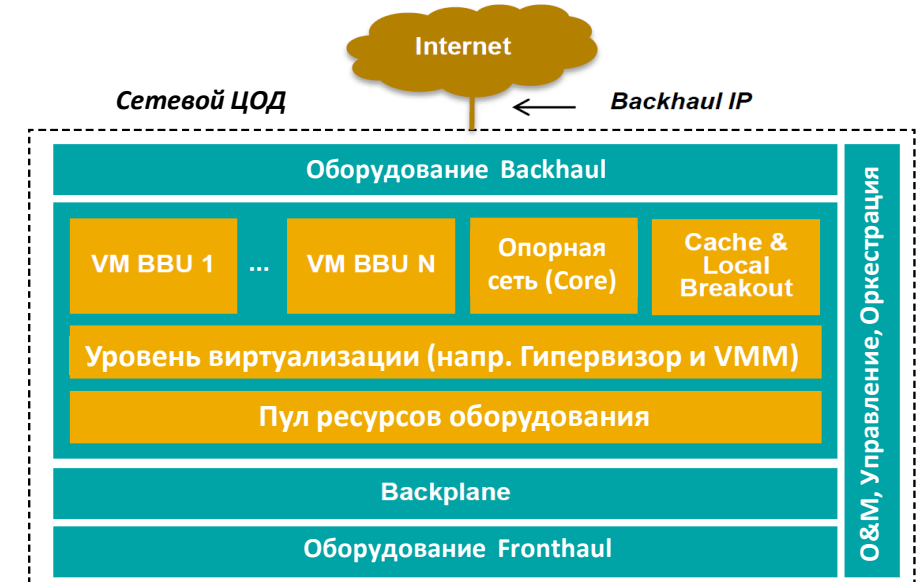 Internet
Сетевой ЦОД
Backhaul IP
Оборудование Backhaul
VM BBU 1
...
VM BBU N
Опорная
сеть (Core)
Cache &
Local
Breakout
Уровень виртуализации (напр. Гипервизор и VMM)
Пул ресурсов оборудования
Backplane
Оборудование Fronthaul
O&M, Управление, Оркестрация